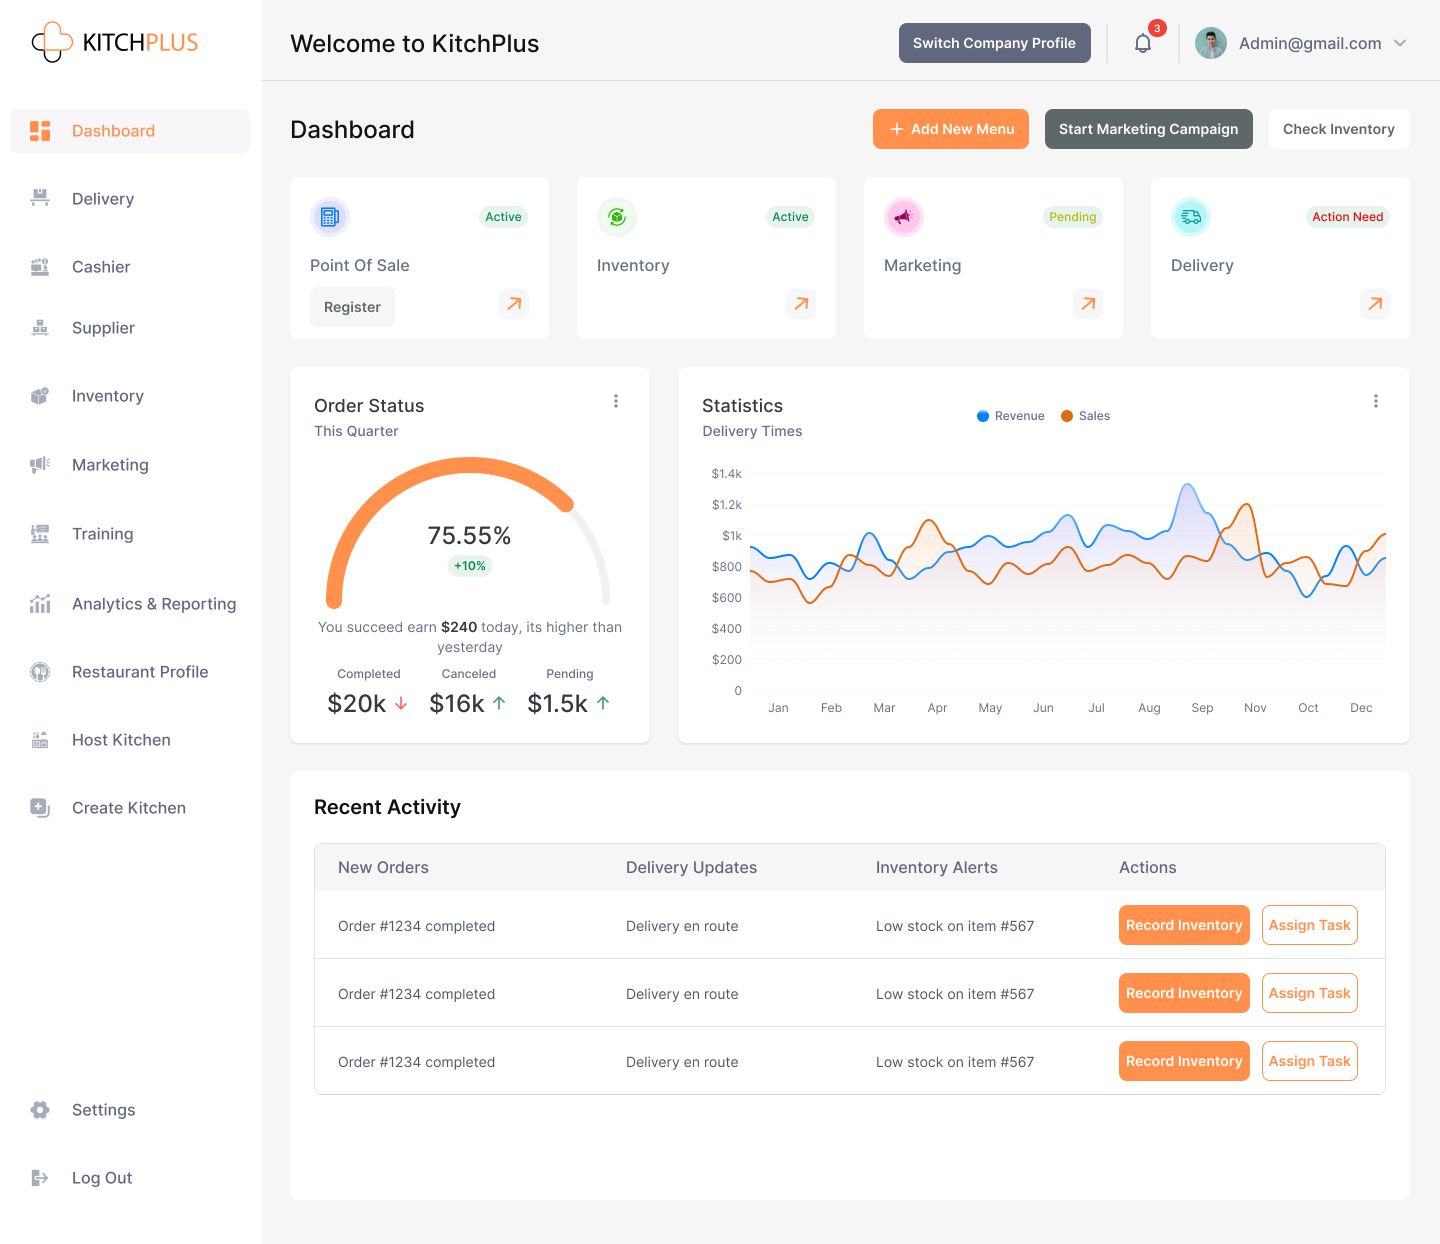 KITCHPLUS
Welcome to KitchPlus
Switch Company Profile
3
Admin@gmail.com
Dashboard
Delivery
Cashier
Supplier
Inventory
Marketing
Training
Analytics & Reporting
Restaurant Profile
Host Kitchen
Create Kitchen
Settings
Log Out
Dashboard
Add New Menu
Start Marketing Campaign
Check Inventory
Active
Point Of Sale
Register
Active
Inventory
Pending
Marketing
Action Need
Delivery
Order Status
This Quarter
75.55%
+10%
You succeed earn $240 today, its higher than
yesterday
Completed
$20k
Canceled
$16k
Pending
$1.5k
Statistics
Delivery Times
Revenue
Sales
$1.4k
$1.2k
$1k
$800
$600
$400
$200
0
Jan Feb Mar Apr May Jun Jul Aug Sep Nov Oct Dec
Recent Activity
New Orders Delivery Updates Inventory Alerts Actions
Order #1234 completed Delivery en route Low stock on item #567 Record Inventory Assign Task
Order #1234 completed Delivery en route Low stock on item #567 Record Inventory Assign Task
Order #1234 completed Delivery en route Low stock on item #567 Record Inventory Assign Task